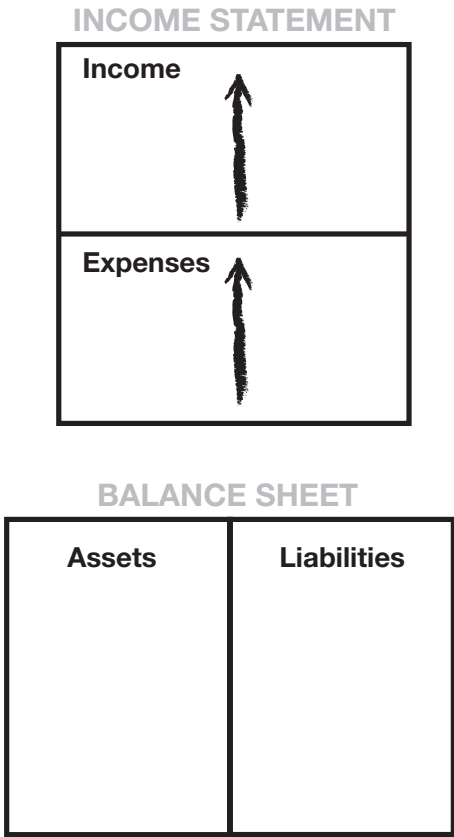 INCOME STATEMENT
Income
Expenses
BALANCE SHEET
Assets
Liabilities